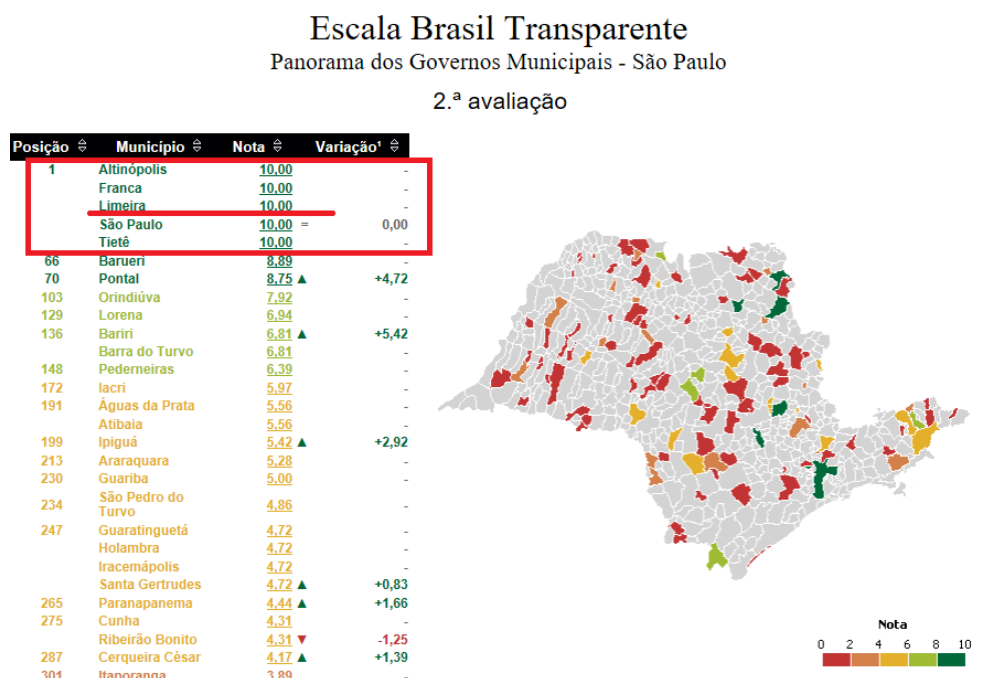 Escala Brasil Transparente
Panorama dos Governos Municipais - São Paulo
2.ª avaliação
Posição Município Nota Variação¹
1 Altinópolis 10,00 -
Franca 10,00 -
Limeira 10,00 -
São Paulo 10,00 = 0,00
Tietê 10,00 -
66 Barueri 8,89 -
70 Pontal 8,75 ▲ +4,72
103 Orindiúva 7,92 -
129 Lorena 6,94 -
136 Bariri 6,81 ▲ +5,42
Barra do Turvo 6,81 -
148 Pederneiras 6,39 -
172 Iacri 5,97 -
191 Águas da Prata 5,56 -
Atibaia 5,56 -
199 Ipiguá 5,42 ▲ +2,92
213 Araraquara 5,28 -
230 Guariba 5,00 -
234 São Pedro do
Turvo 4,86 -
247 Guaratinguetá 4,72 -
Holambra 4,72 -
Iracemápolis 4,72 -
Santa Gertrudes 4,72 ▲ +0,83
265 Paranapanema 4,44 ▲ +1,66
275 Cunha 4,31 -
Ribeirão Bonito 4,31 ▼ -1,25
287 Cerqueira César 4,17 ▲ +1,39
301 Itaporanga 3,89 -
Nota
0 2 4 6 8 10